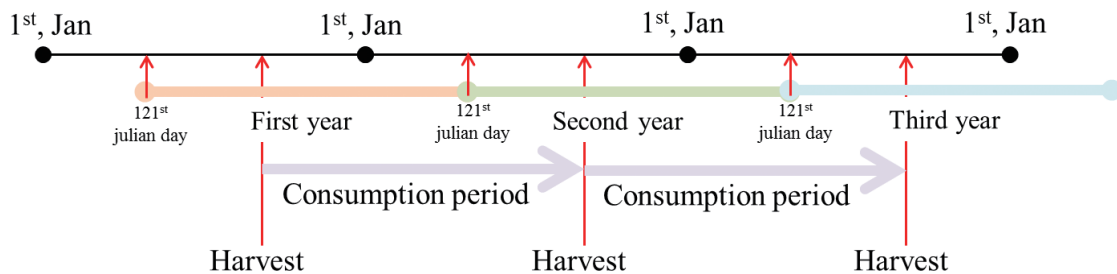 1st, Jan
1st, Jan
1st, Jan
1st, Jan
121st
julian day
First year
121st
julian day
Second year
121st
julian day
Third year
Consumption period
Consumption period
Harvest
Harvest
Harvest